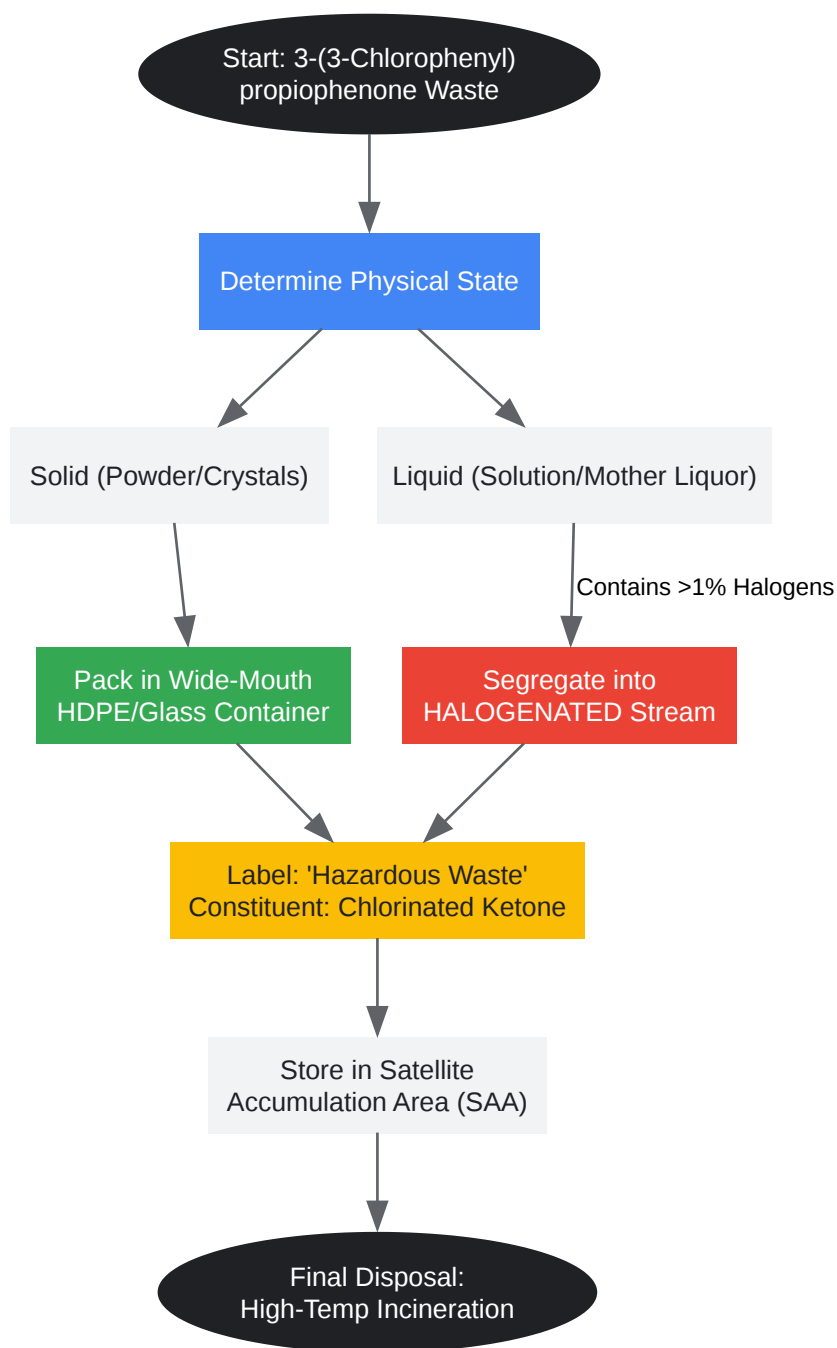 Start: 3-(3-Chlorophenyl)
propiophenone Waste
Determine Physical State
Solid (Powder/Crystals)
Liquid (Solution/Mother Liquor)
Contains >1% Halogens
Pack in Wide-Mouth
HDPE/Glass Container
Segregate into
HALOGENATED Stream
Label: 'Hazardous Waste'
Constituent: Chlorinated Ketone
Store in Satellite
Accumulation Area (SAA)
Final Disposal:
High-Temp Incineration